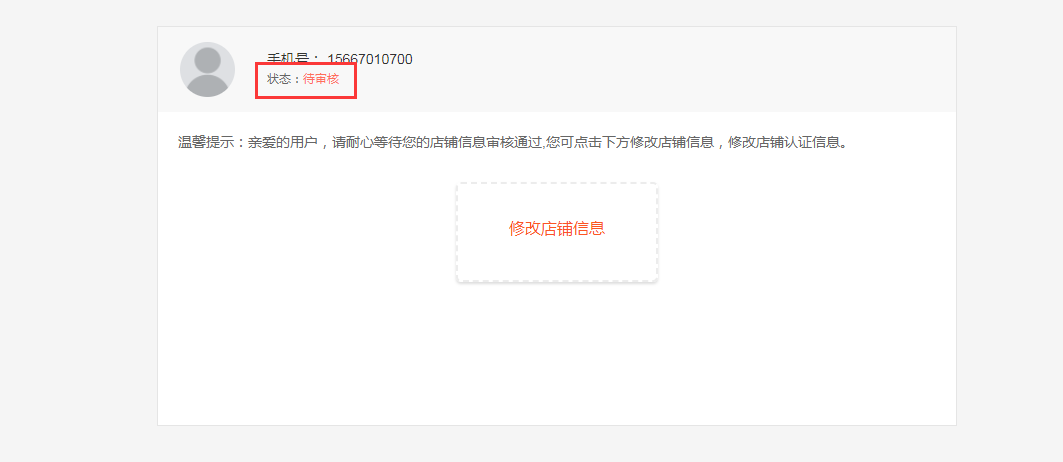 手机号： 15667010700
状态：待审核
温馨提示：亲爱的用户，请耐心等待您的店铺信息审核通过,您可点击下方修改店铺信息，修改店铺认证信息。
修改店铺信息